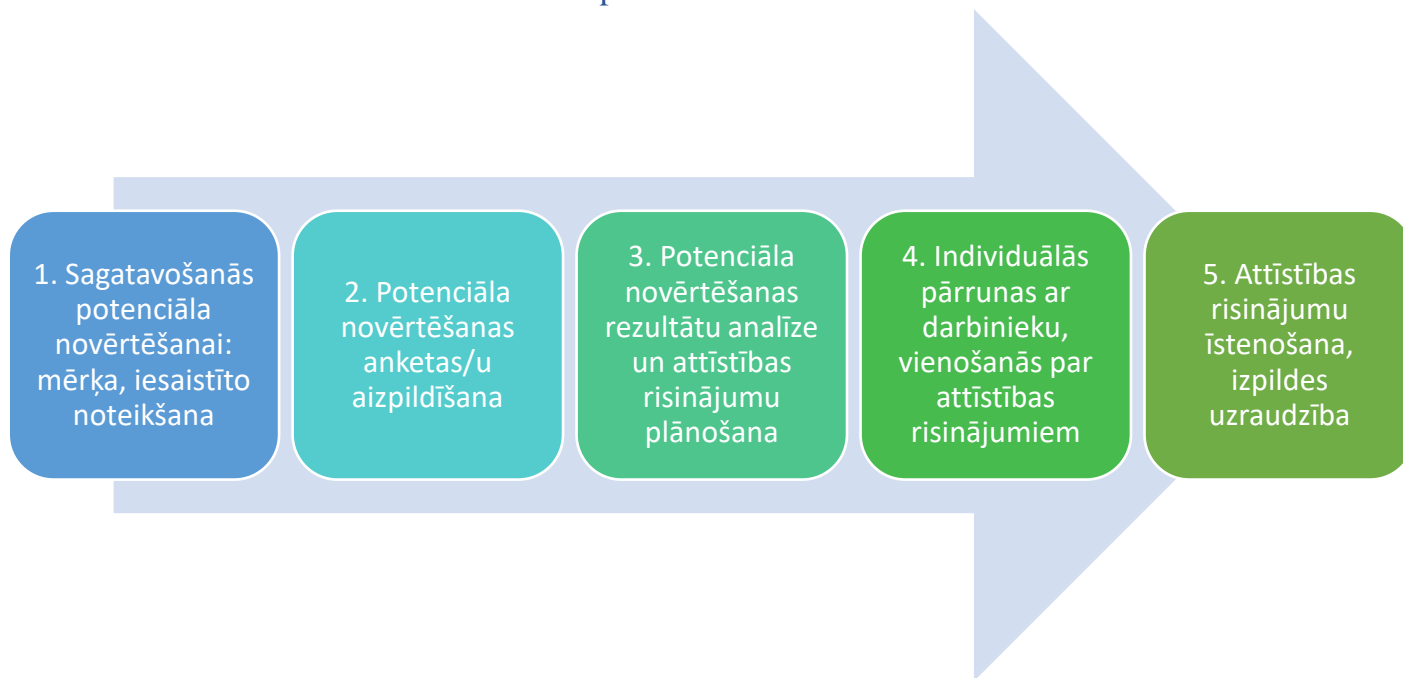 1. Sagatavošanās
potenciāla
novērtēšanai:
mērķa, iesaistīto
noteikšana
2. Potenciāla
novērtēšanas
anketas/u
aizpildīšana
3. Potenciāla
novērtēšanas
rezultātu analīze
un attīstības
risinājumu
plānošana
4. Individuālās
pārrunas ar
darbinieku,
vienošanās par
attīstības
risinājumiem
5. Attīstības
risinājumu
īstenošana,
izpildes
uzraudzība